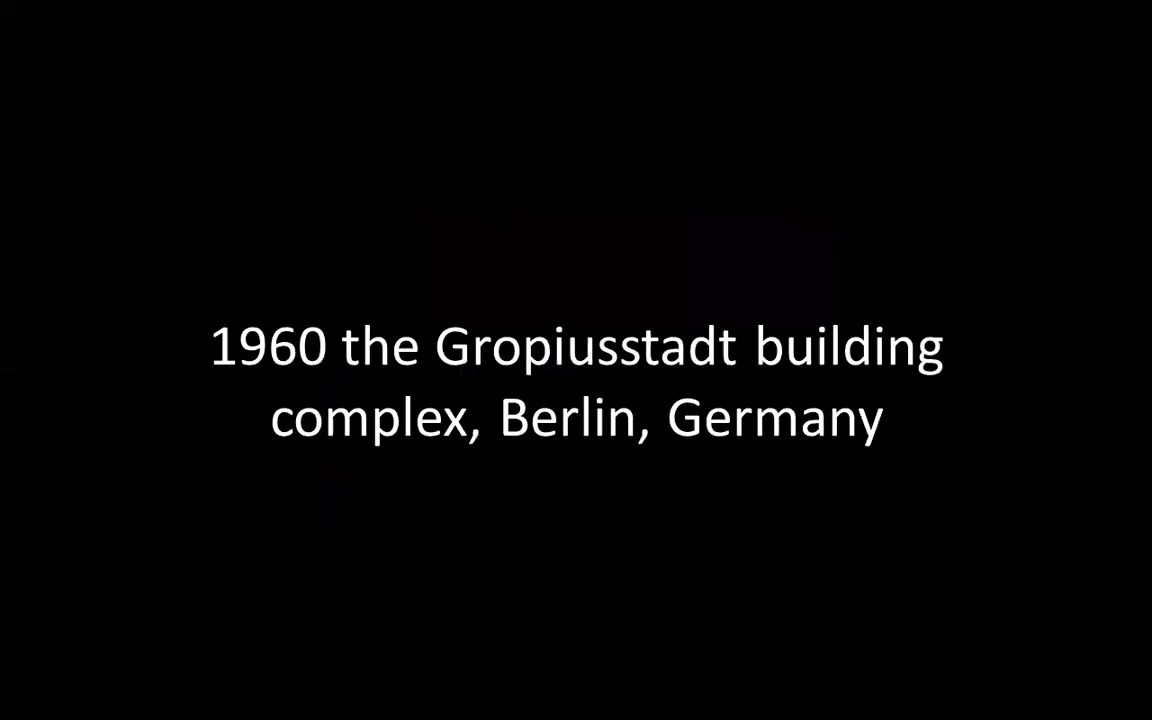 1960 the Gropiusstadt building
complex, Berlin, Germany